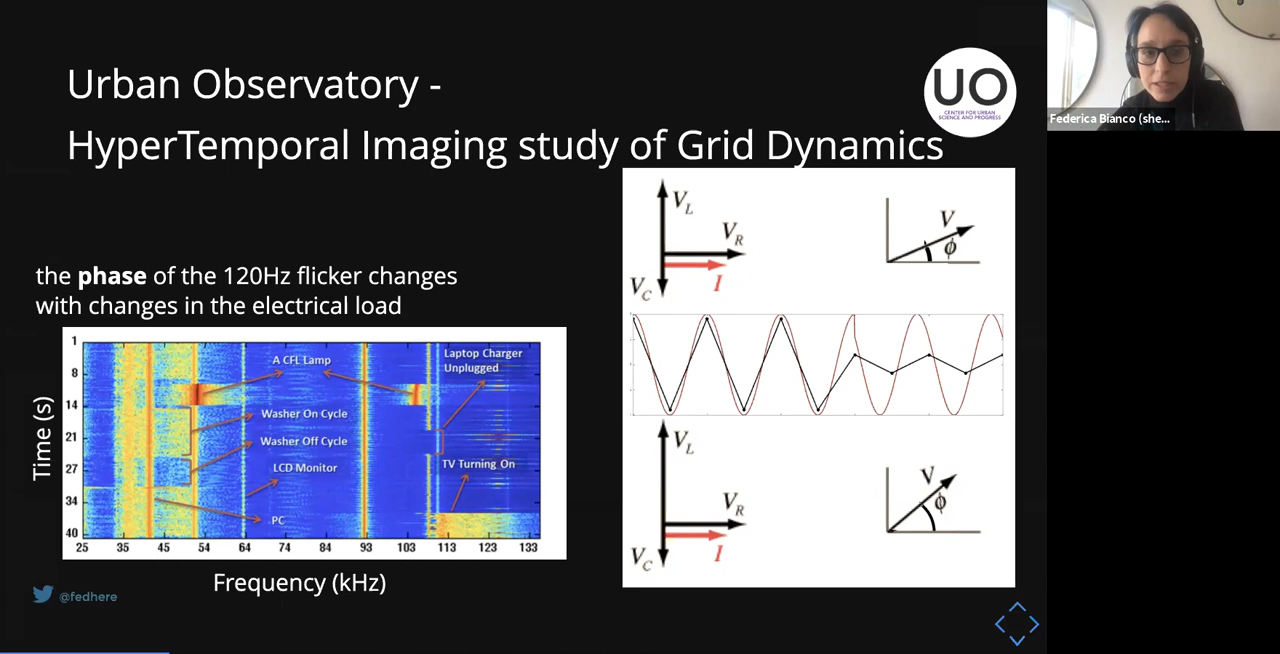 Urban Observatory -
HyperTemporal Imaging study of Grid Dynamics
UO
CENTER FOR URBAN
SCIENCE AND PROGRESS
Federica Bianco (she...
the phase of the 120Hz flicker changes
with changes in the electrical load
Time (s)
1
8
14
21
27
34
40
A CFL Lamp
Laptop Charger
Unplugged
Washer On Cycle
Washer Off Cycle
LCD Monitor
TV Turning On
PC
25 35 45 54 64 74 84 93 103 113 123 133
Frequency (kHz)
V_L
V_R
V_C
I
V
ϕ
V_L
V_R
V_C
I
V
ϕ
@fedhere